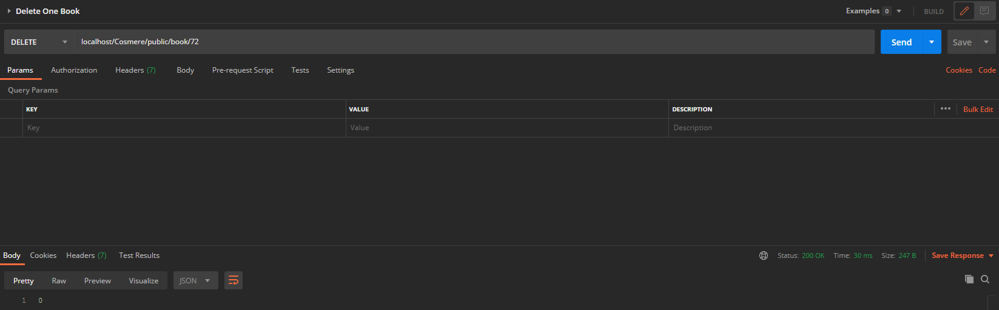 Delete One Book
Examples 0 BUILD
DELETE localhost/Cosmere/public/book/72 Send Save
Params Authorization Headers (7) Body Pre-request Script Tests Settings Cookies Code
Query Params
KEY VALUE DESCRIPTION ••• Bulk Edit
Key Value Description
Body Cookies Headers (7) Test Results Status: 200 OK Time: 30 ms Size: 247 B Save Response
Pretty Raw Preview Visualize JSON
1 0